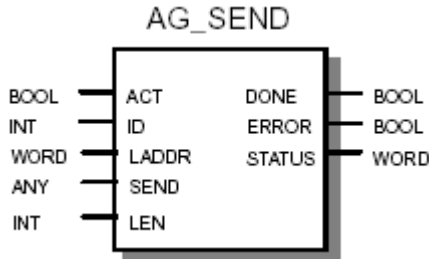 AG_SEND
BOOL ACT DONE BOOL
INT ID ERROR BOOL
WORD LADDR STATUS WORD
ANY SEND
INT LEN